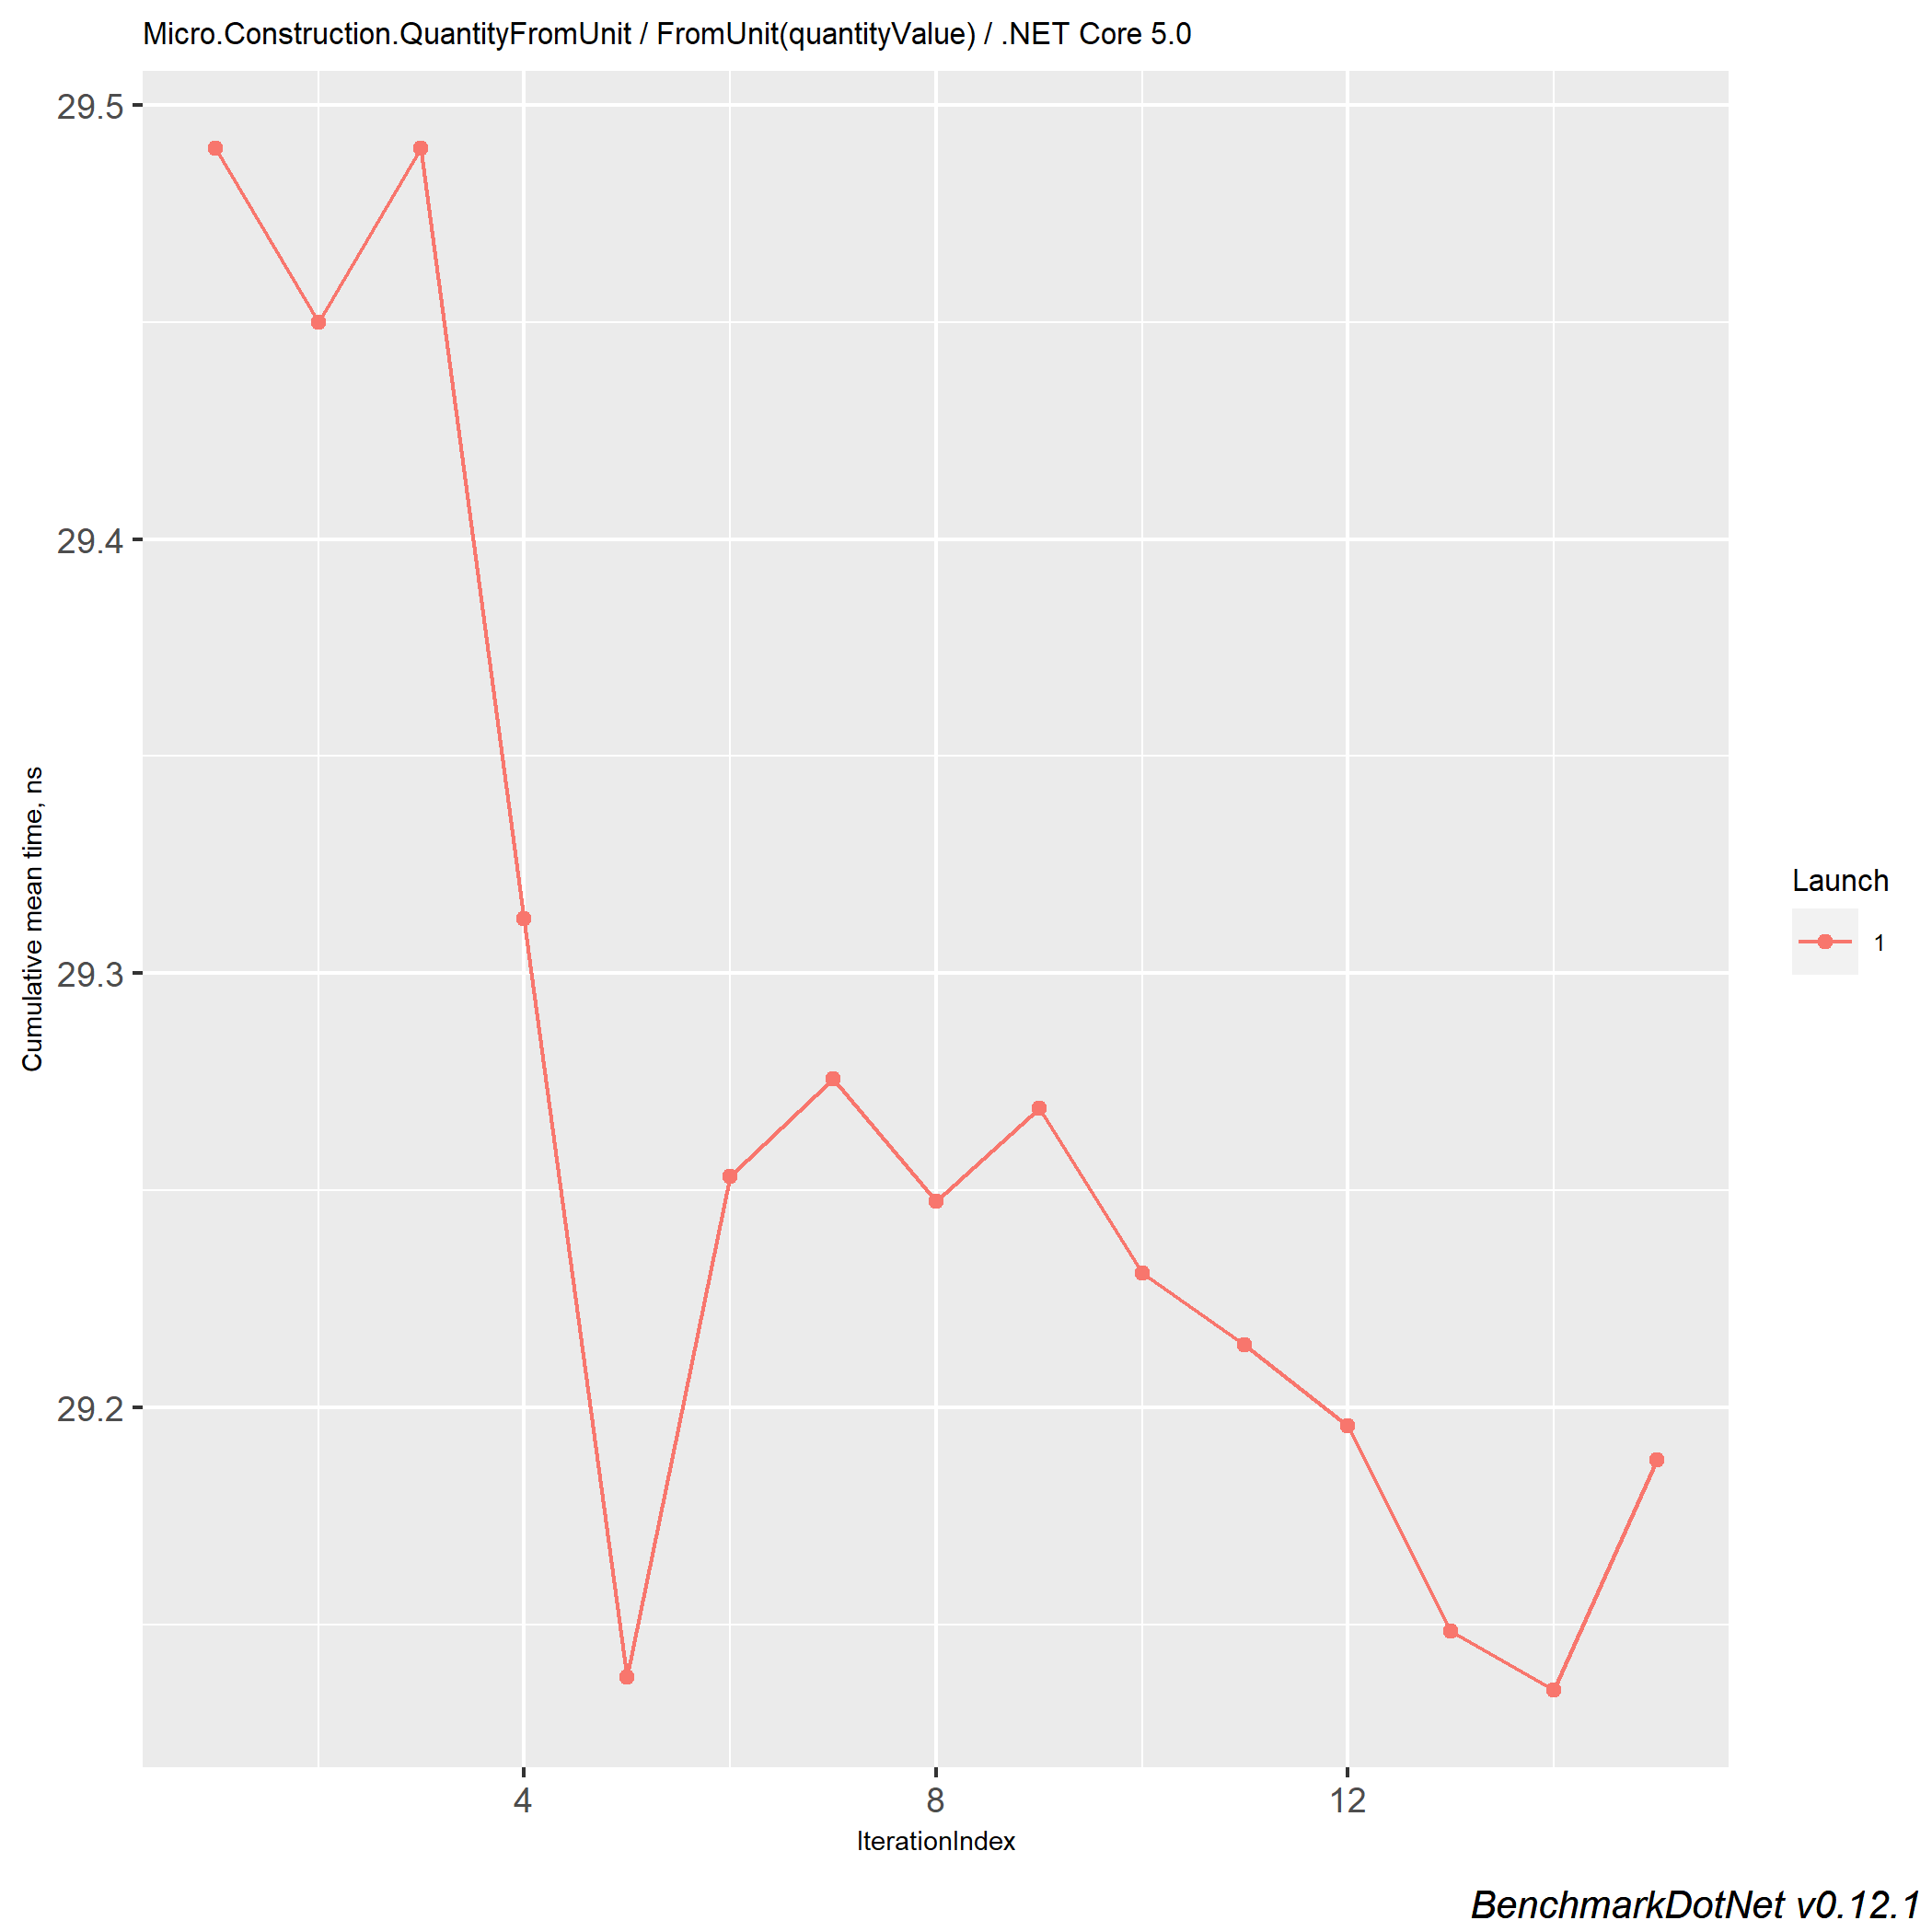 Micro.Construction.QuantityFromUnit / FromUnit(quantityValue) / .NET Core 5.0
29.5
29.4
29.3
29.2
Cumulative mean time, ns
4
8
12
IterationIndex
Launch
1
BenchmarkDotNet v0.12.1